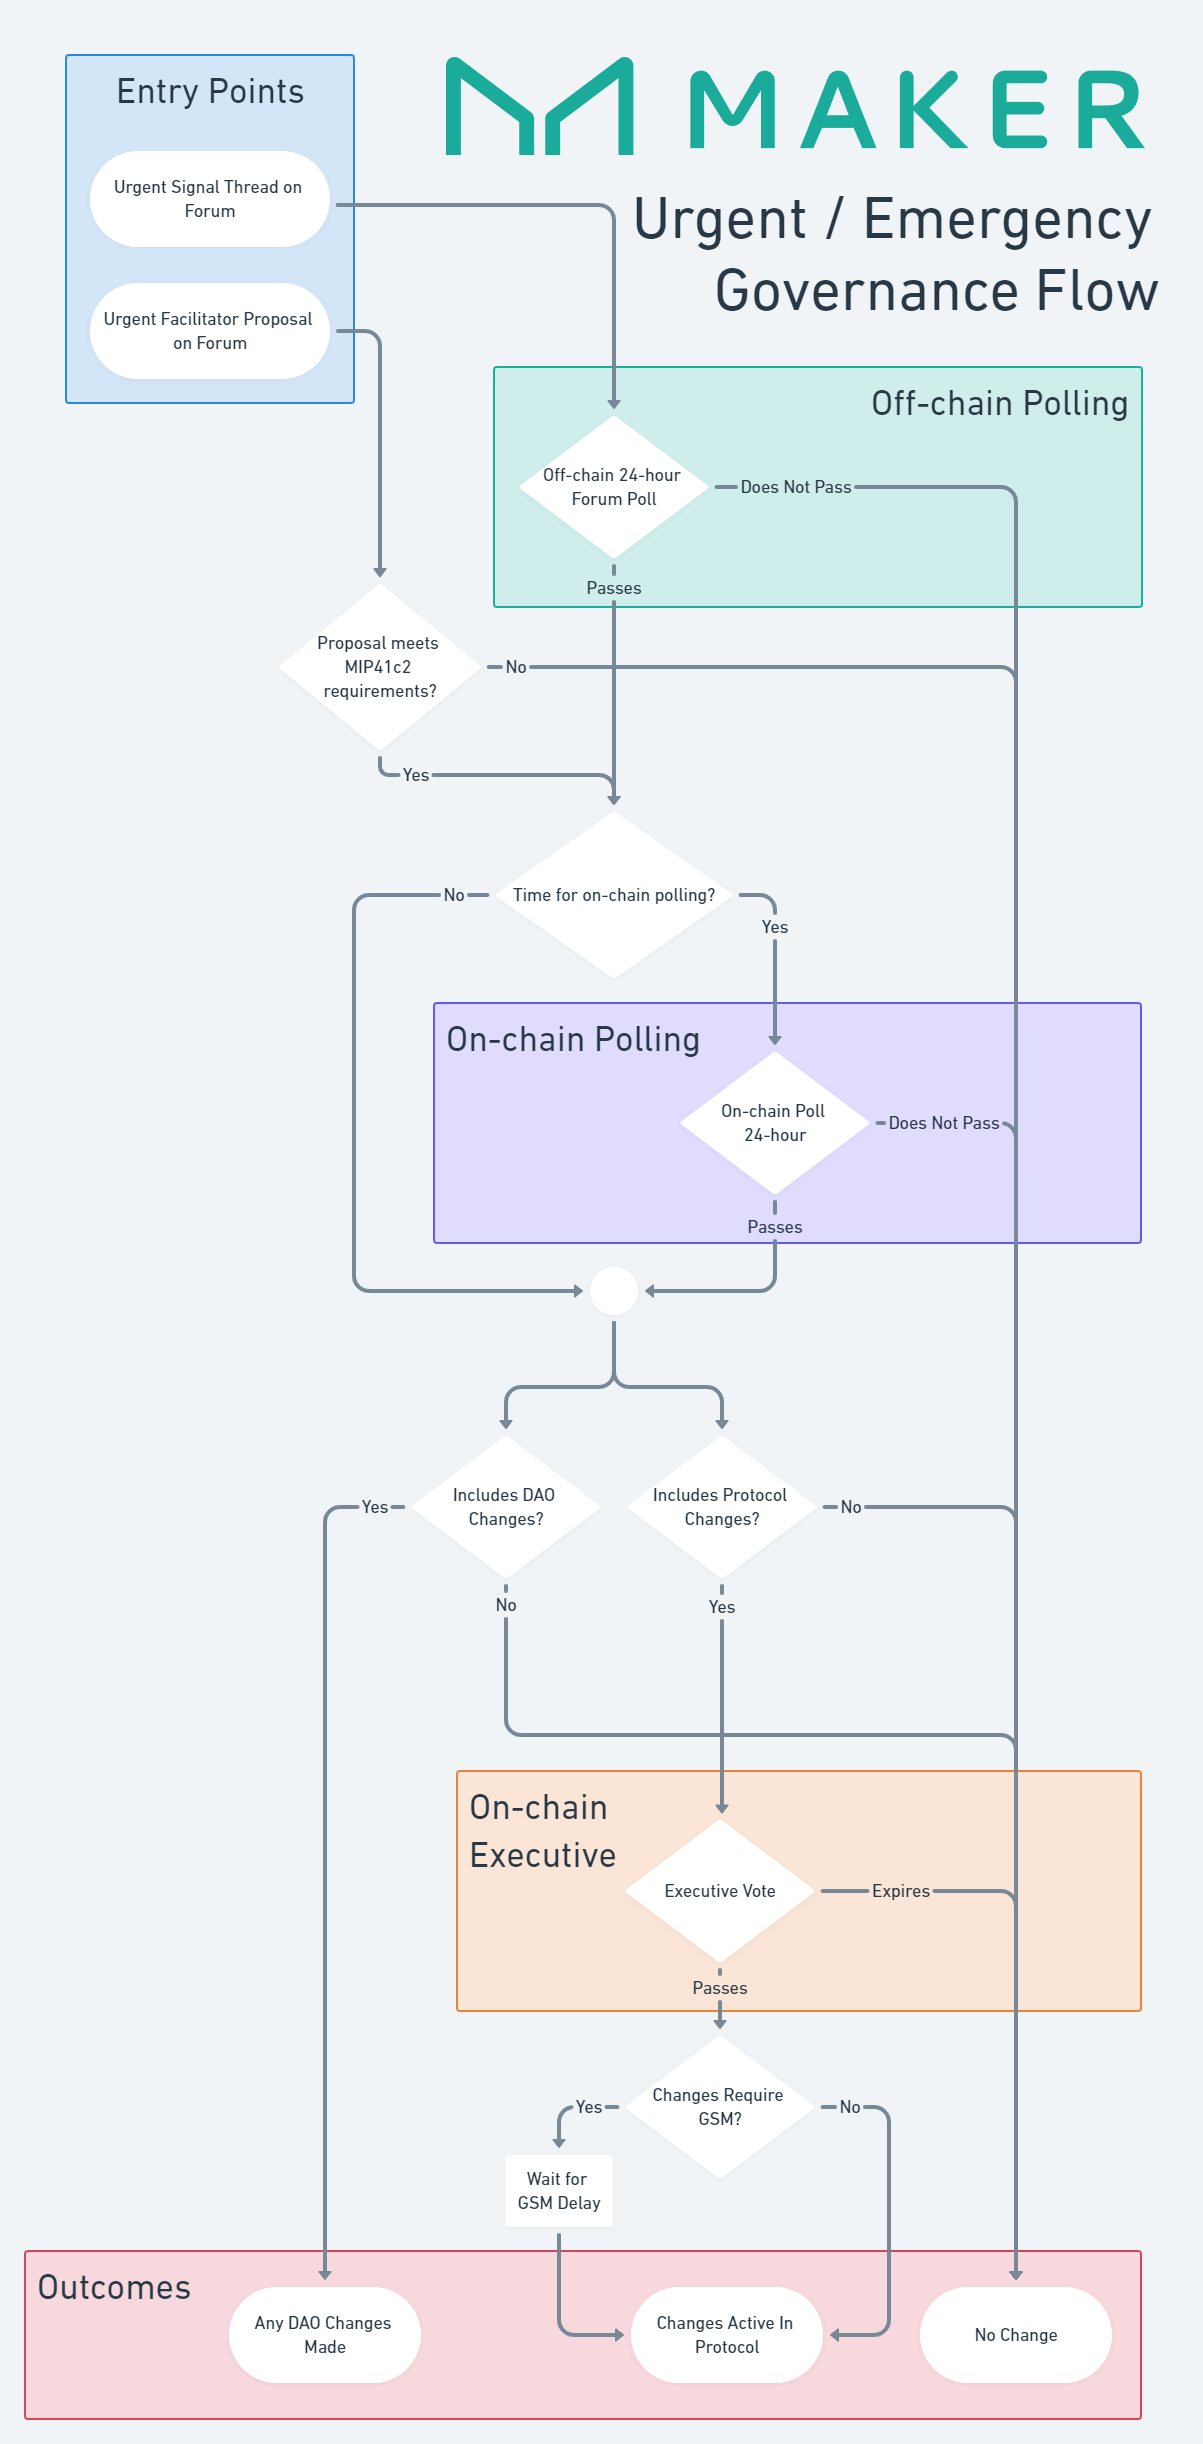 Entry Points
MAKER
Urgent / Emergency
Governance Flow
Urgent Signal Thread on
Forum
Urgent Facilitator Proposal
on Forum
Off-chain Polling
Off-chain 24-hour
Forum Poll
Does Not Pass
Passes
Proposal meets
MIP41c2
requirements?
No
Yes
Time for on-chain polling?
No
Yes
On-chain Polling
On-chain Poll
24-hour
Does Not Pass
Passes
Includes DAO
Changes?
Yes
No
Includes Protocol
Changes?
No
Yes
On-chain
Executive
Executive Vote
Expires
Passes
Changes Require
GSM?
Yes
No
Wait for
GSM Delay
Outcomes
Any DAO Changes
Made
Changes Active In
Protocol
No Change